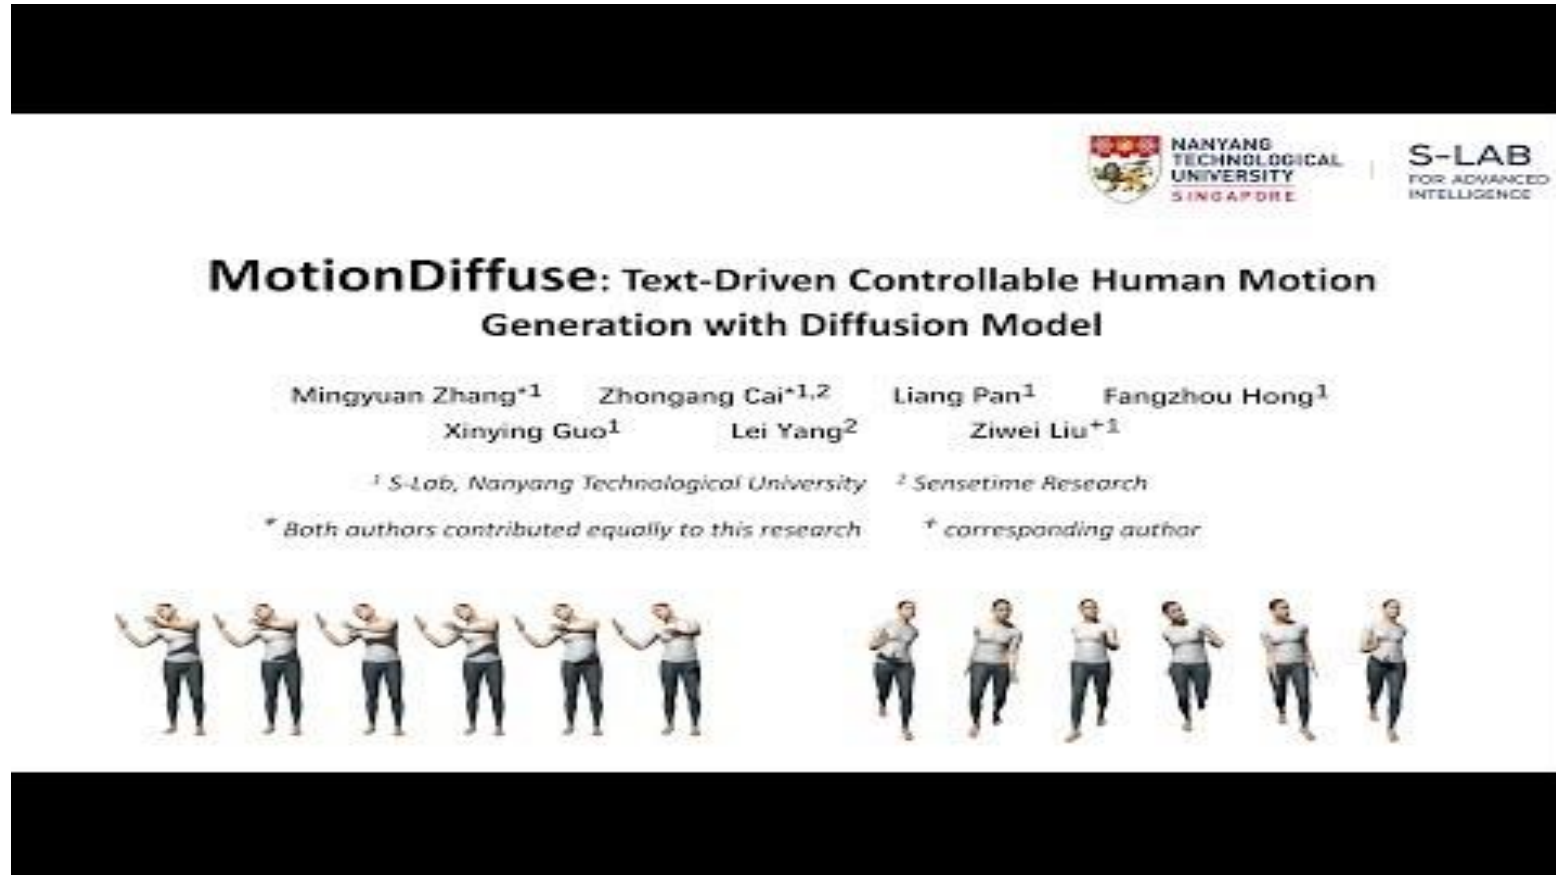 NANYANG
TECHNOLOGICAL
UNIVERSITY
SINGAPORE
S-LAB
FOR ADVANCED
INTELLIGENCE
MotionDiffuse: Text-Driven Controllable Human Motion
Generation with Diffusion Model
Mingyuan Zhang*1 Zhongang Cai*1,2 Liang Pan1 Fangzhou Hong1
Xinying Guo1 Lei Yang2 Ziwei Liu+1
1 S-Lab, Nanyang Technological University 2 Sensetime Research
* Both authors contributed equally to this research + corresponding author